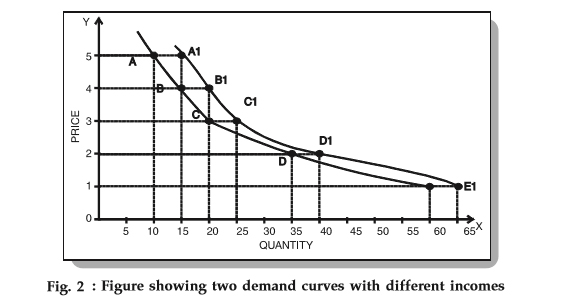 Y
5
A
A1
4
B
B1
PRICE
3
C
C1
2
D
D1
1
E1
0
5 10 15 20 25 30 35 40 45 50 55 60 65 X
QUANTITY
Fig. 2 : Figure showing two demand curves with different incomes